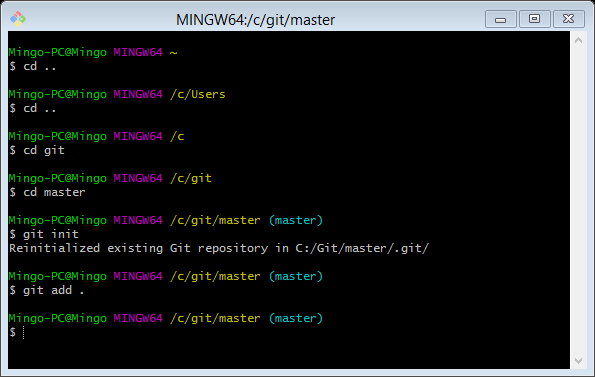 MINGW64:/c/git/master
Mingo-PC@Mingo MINGW64 ~
$ cd ..
Mingo-PC@Mingo MINGW64 /c/Users
$ cd ..
Mingo-PC@Mingo MINGW64 /c
$ cd git
Mingo-PC@Mingo MINGW64 /c/git
$ cd master
Mingo-PC@Mingo MINGW64 /c/git/master (master)
$ git init
Reinitialized existing Git repository in C:/Git/master/.git/
Mingo-PC@Mingo MINGW64 /c/git/master (master)
$ git add .
Mingo-PC@Mingo MINGW64 /c/git/master (master)
$